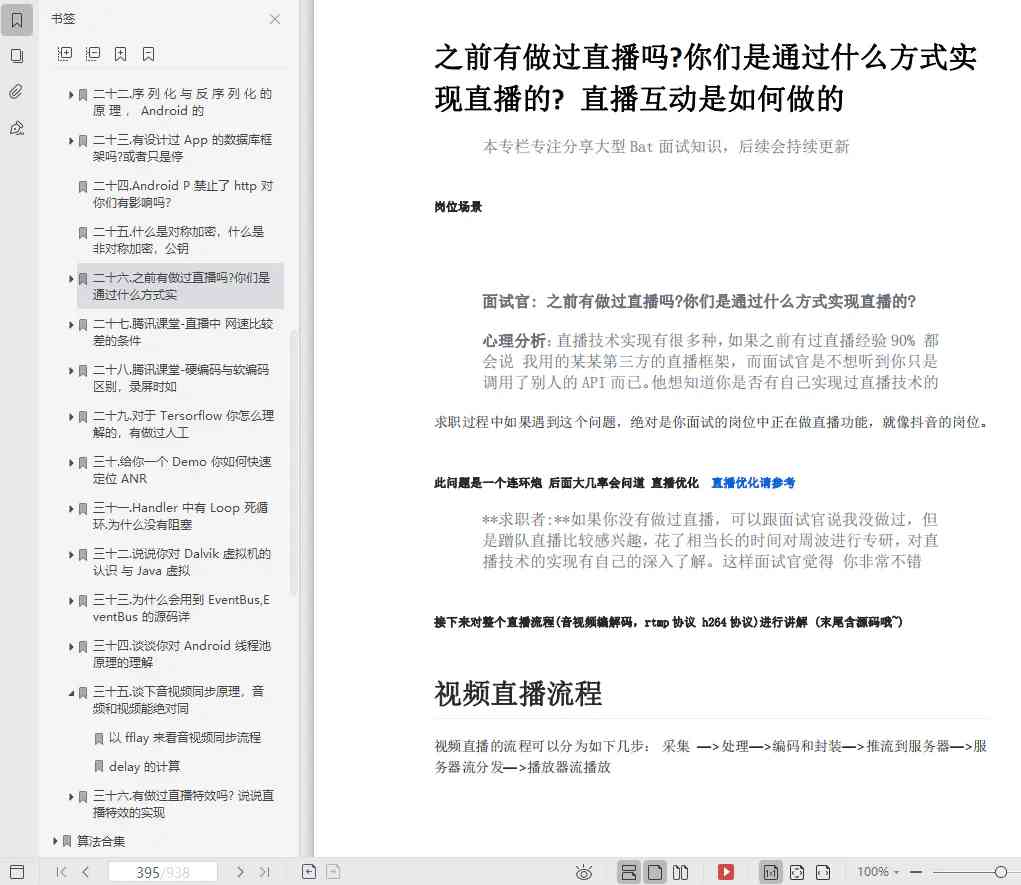 书签
二十二.序列化与反序列化的
原理， Android 的
二十三.有设计过 App 的数据库框
架吗?或者只是停
二十四.Android P 禁止了 http 对
你们有影响吗?
二十五.什么是对称加密，什么是
非对称加密，公钥
二十六.之前有做过直播吗?你们是
通过什么方式实
二十七.腾讯课堂-直播中 网速比较
差的条件
二十八.腾讯课堂-硬编码与软编码
区别，录屏时如
二十九.对于 Tersorflow 你怎么理
解的，有做过人工
三十.给你一个 Demo 你如何快速
定位 ANR
三十一.Handler 中有 Loop 死循
环.为什么没有阻塞
三十二.说说你对 Dalvik 虚拟机的
认识 与 Java 虚拟
三十三.为什么会用到 EventBus,E
ventBus 的源码详
三十四.谈谈你对 Android 线程池
原理的理解
三十五.谈下音视频同步原理，音
频和视频能绝对同
以 fflay 来看音视频同步流程
delay 的计算
三十六.有做过直播特效吗? 说说直
播特效的实现
算法合集
之前有做过直播吗?你们是通过什么方式实
现直播的? 直播互动是如何做的
本专栏专注分享大型 Bat 面试知识，后续会持续更新
岗位场景
面试官: 之前有做过直播吗?你们是通过什么方式实现直播的?
心理分析: 直播技术实现有很多种,如果之前有过直播经验 90% 都
会说 我用的某某第三方的直播框架，而面试官是不想听到你只是
调用了别人的 API 而已。他想知道你是否有自己实现过直播技术的
求职过程中如果遇到这个问题，绝对是你面试的岗位中正在做直播功能，就像抖音的岗位。
此问题是一个连环炮 后面大几率会问道 直播优化 直播优化请参考
**求职者:**如果你没有做过直播，可以跟面试官说我没做过，但
是蹭队直播比较感兴趣,花了相当长的时间对周波进行专研，对直
播技术的实现有自己的深入了解。这样面试官觉得 你非常不错
接下来对整个直播流程(音视频编解码，rtmp 协议 h264 协议)进行讲解 (末尾含源码哦~)
视频直播流程
视频直播的流程可以分为如下几步： 采集 —>处理—>编码和封装—>推流到服务器—>服
务器流分发—>播放器流播放
395/938
100%